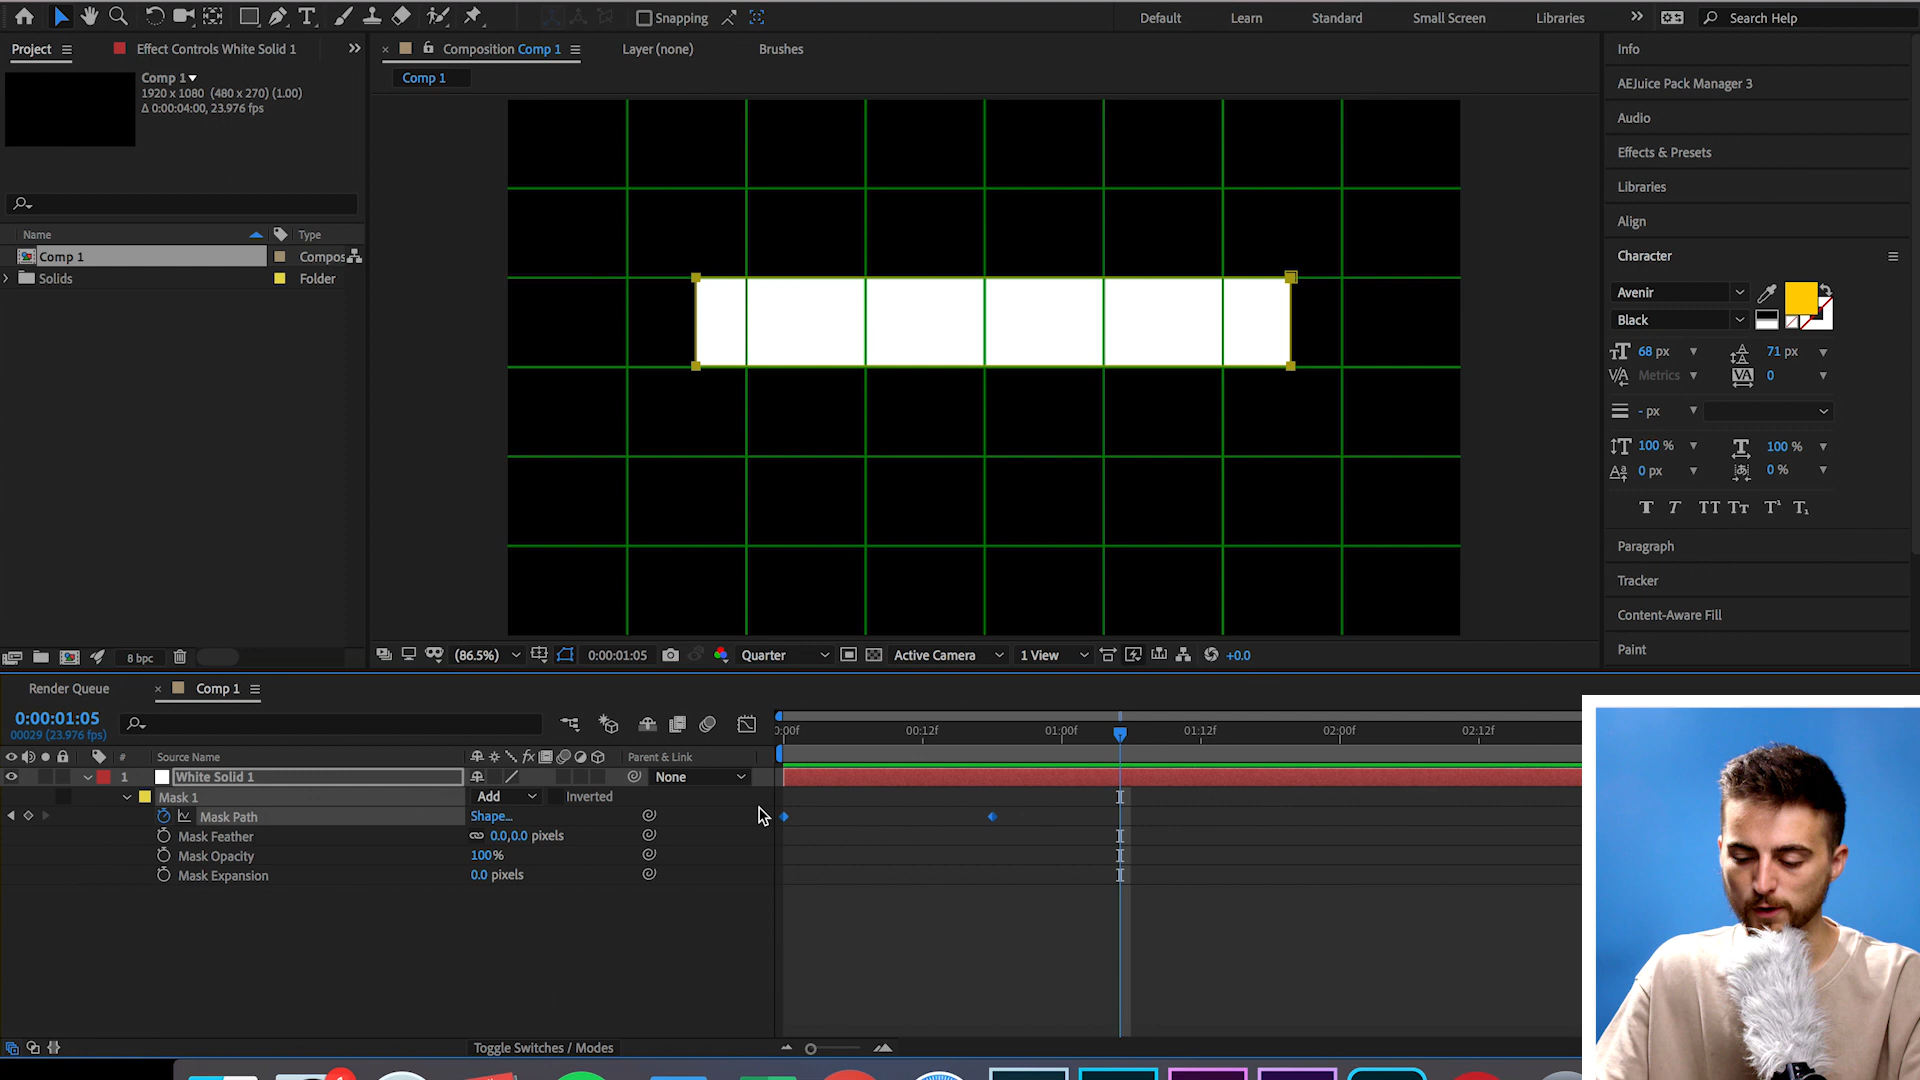 Snapping
Default
Learn
Standard
Small Screen
Libraries
Search Help
Project
Effect Controls White Solid 1
Composition Comp 1
Layer (none)
Brushes
Info
Comp 1
1920 x 1080 (480 x 270) (1.00)
Δ 0:00:04:00, 23.976 fps
Comp 1
AEJuice Pack Manager 3
Audio
Effects & Presets
Libraries
Align
Name
Type
Comp 1
Compos
Solids
Folder
Character
Avenir
Black
68 px
71 px
Metrics
0
- px
100 %
100 %
0 px
0 %
Paragraph
Tracker
Content-Aware Fill
Paint
8 bpc
(86.5%)
0:00:01:05
Quarter
Active Camera
1 View
+0.0
Render Queue
Comp 1
0:00:01:05
00029 (23.976 fps)
0:00f
00:12f
01:00f
01:12f
02:00f
02:12f
#
Source Name
fx
Parent & Link
1
White Solid 1
None
Mask 1
Add
Inverted
Mask Path
Shape...
Mask Feather
0.0,0.0 pixels
Mask Opacity
100%
Mask Expansion
0.0 pixels
Toggle Switches / Modes